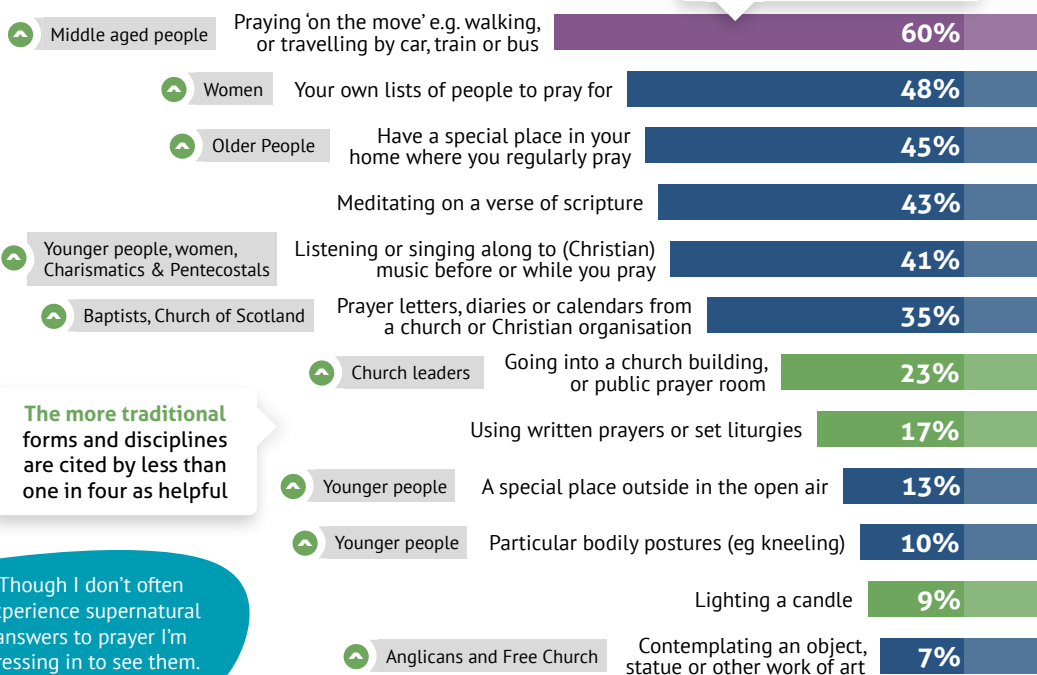 Middle aged people
Praying ‘on the move’ e.g. walking,
or travelling by car, train or bus
60%
Women
Your own lists of people to pray for
48%
Older People
Have a special place in your
home where you regularly pray
45%
Meditating on a verse of scripture
43%
Younger people, women,
Charismatics & Pentecostals
Listening or singing along to (Christian)
music before or while you pray
41%
Baptists, Church of Scotland
Prayer letters, diaries or calendars from
a church or Christian organisation
35%
Church leaders
Going into a church building,
or public prayer room
23%
The more traditional
forms and disciplines
are cited by less than
one in four as helpful
Using written prayers or set liturgies
17%
Younger people
A special place outside in the open air
13%
Younger people
Particular bodily postures (eg kneeling)
10%
Though I don’t often
xperience supernatural
answers to prayer I’m
ressing in to see them.
Lighting a candle
9%
Anglicans and Free Church
Contemplating an object,
statue or other work of art
7%